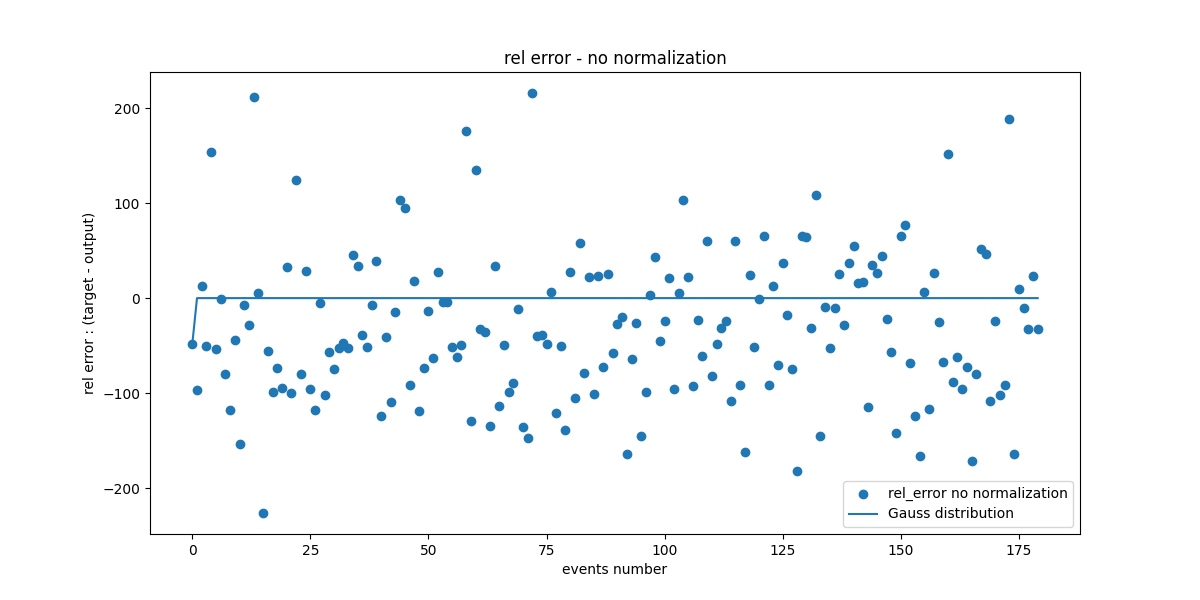 rel error - no normalization
rel error : (target - output)
200
100
0
−100
−200
0 25 50 75 100 125 150 175
events number
rel_error no normalization
Gauss distribution